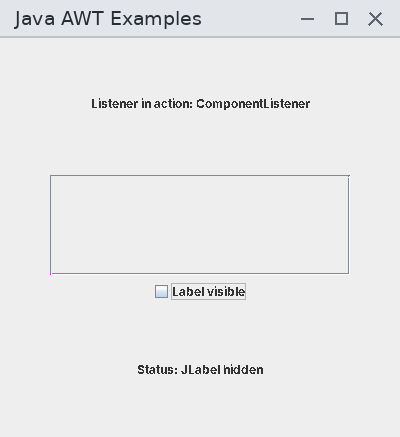 Java AWT Examples
Listener in action: ComponentListener
Label visible
Status: JLabel hidden